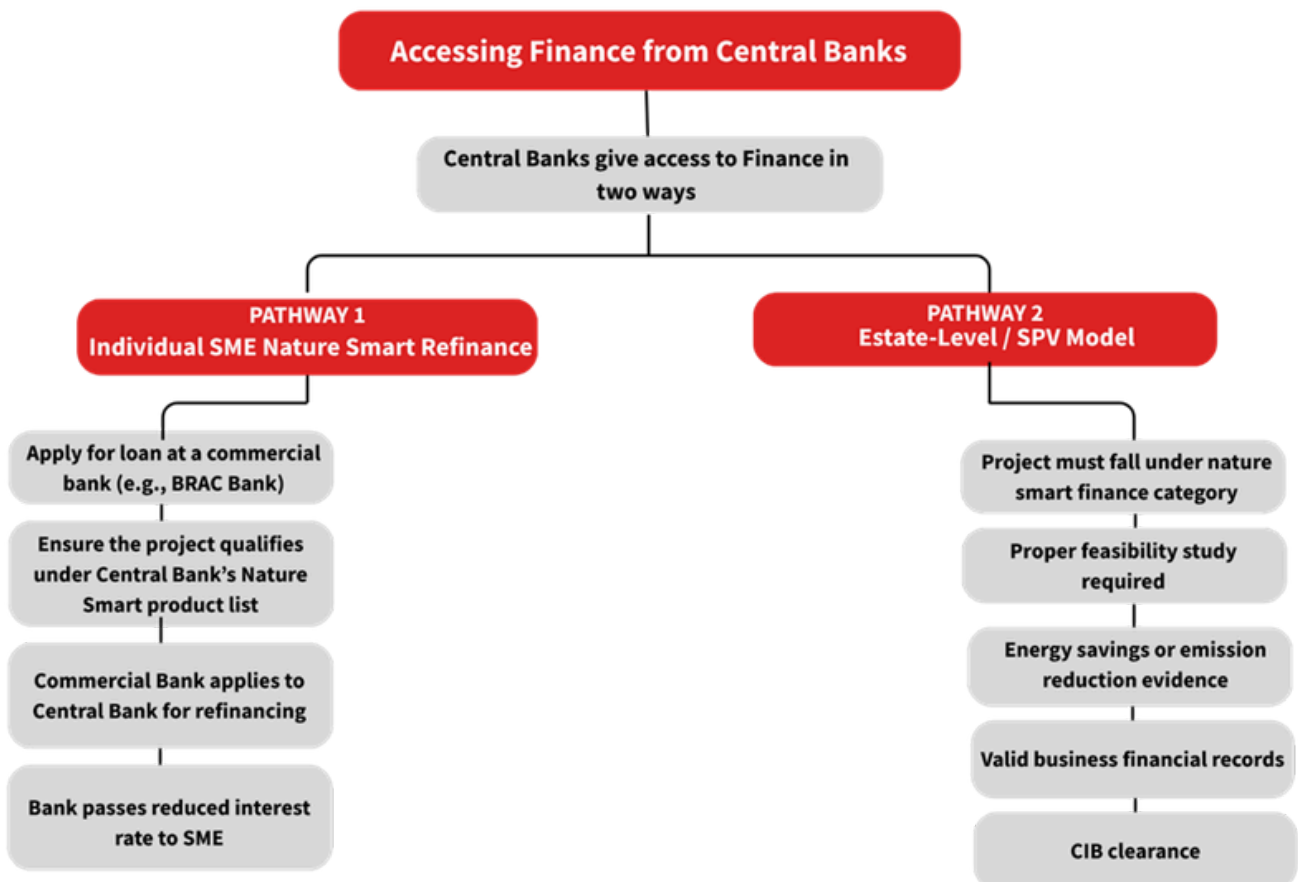 Accessing Finance from Central Banks
Central Banks give access to Finance in
two ways
PATHWAY 1
Individual SME Nature Smart Refinance
Apply for loan at a commercial
bank (e.g., BRAC Bank)
Ensure the project qualifies
under Central Bank’s Nature
Smart product list
Commercial Bank applies to
Central Bank for refinancing
Bank passes reduced interest
rate to SME
PATHWAY 2
Estate-Level / SPV Model
Project must fall under nature
smart finance category
Proper feasibility study
required
Energy savings or emission
reduction evidence
Valid business financial records
CIB clearance